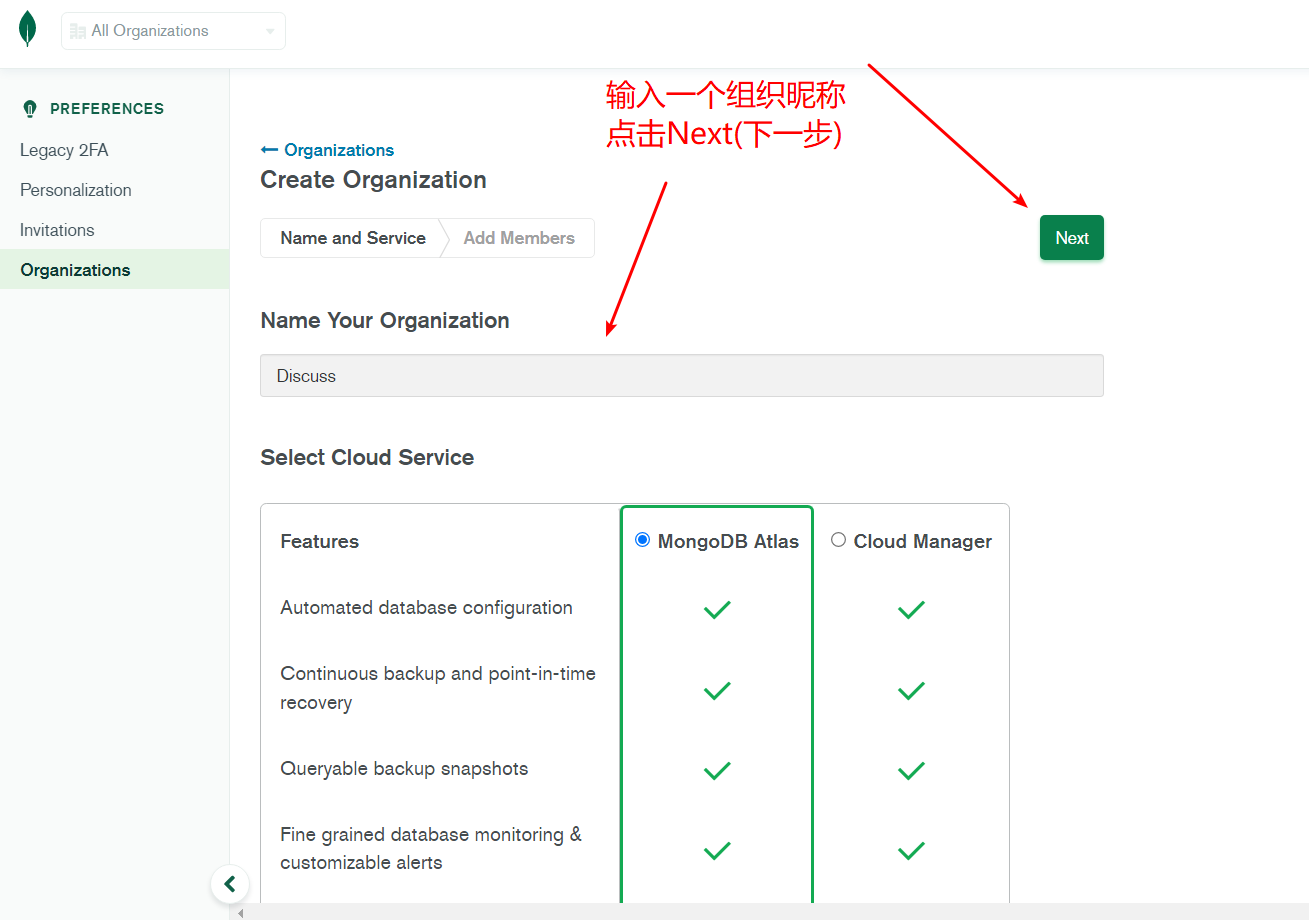 All Organizations
PREFERENCES
Legacy 2FA
Personalization
Invitations
Organizations
输入一个组织昵称
点击Next(下一步)
Organizations
Create Organization
Name and Service
Add Members
Next
Name Your Organization
Discuss
Select Cloud Service
Features
MongoDB Atlas
Cloud Manager
Automated database configuration
Continuous backup and point-in-time
recovery
Queryable backup snapshots
Fine grained database monitoring &
customizable alerts